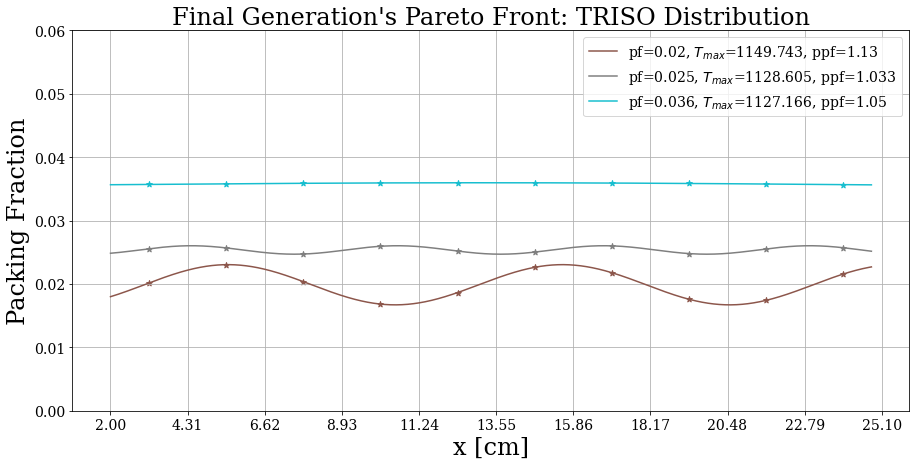 Final Generation's Pareto Front: TRISO Distribution
pf=0.02, Tmax=1149.743, ppf=1.13
pf=0.025, Tmax=1128.605, ppf=1.033
pf=0.036, Tmax=1127.166, ppf=1.05
Packing Fraction
0.06
0.05
0.04
0.03
0.02
0.01
0.00
2.00 4.31 6.62 8.93 11.24 13.55 15.86 18.17 20.48 22.79 25.10
x [cm]